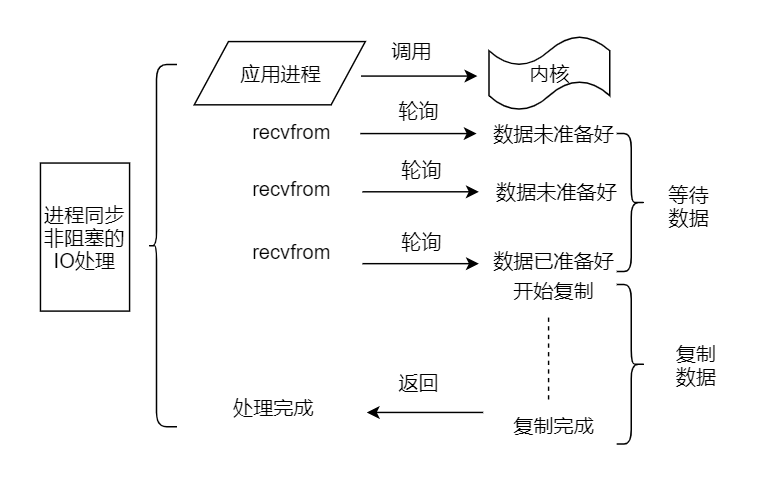 调用
应用进程
内核
轮询
recvfrom
数据未准备好
轮询
recvfrom
数据未准备好
等待
数据
进程同步
非阻塞的
IO处理
轮询
recvfrom
数据已准备好
开始复制
复制
数据
返回
处理完成
复制完成